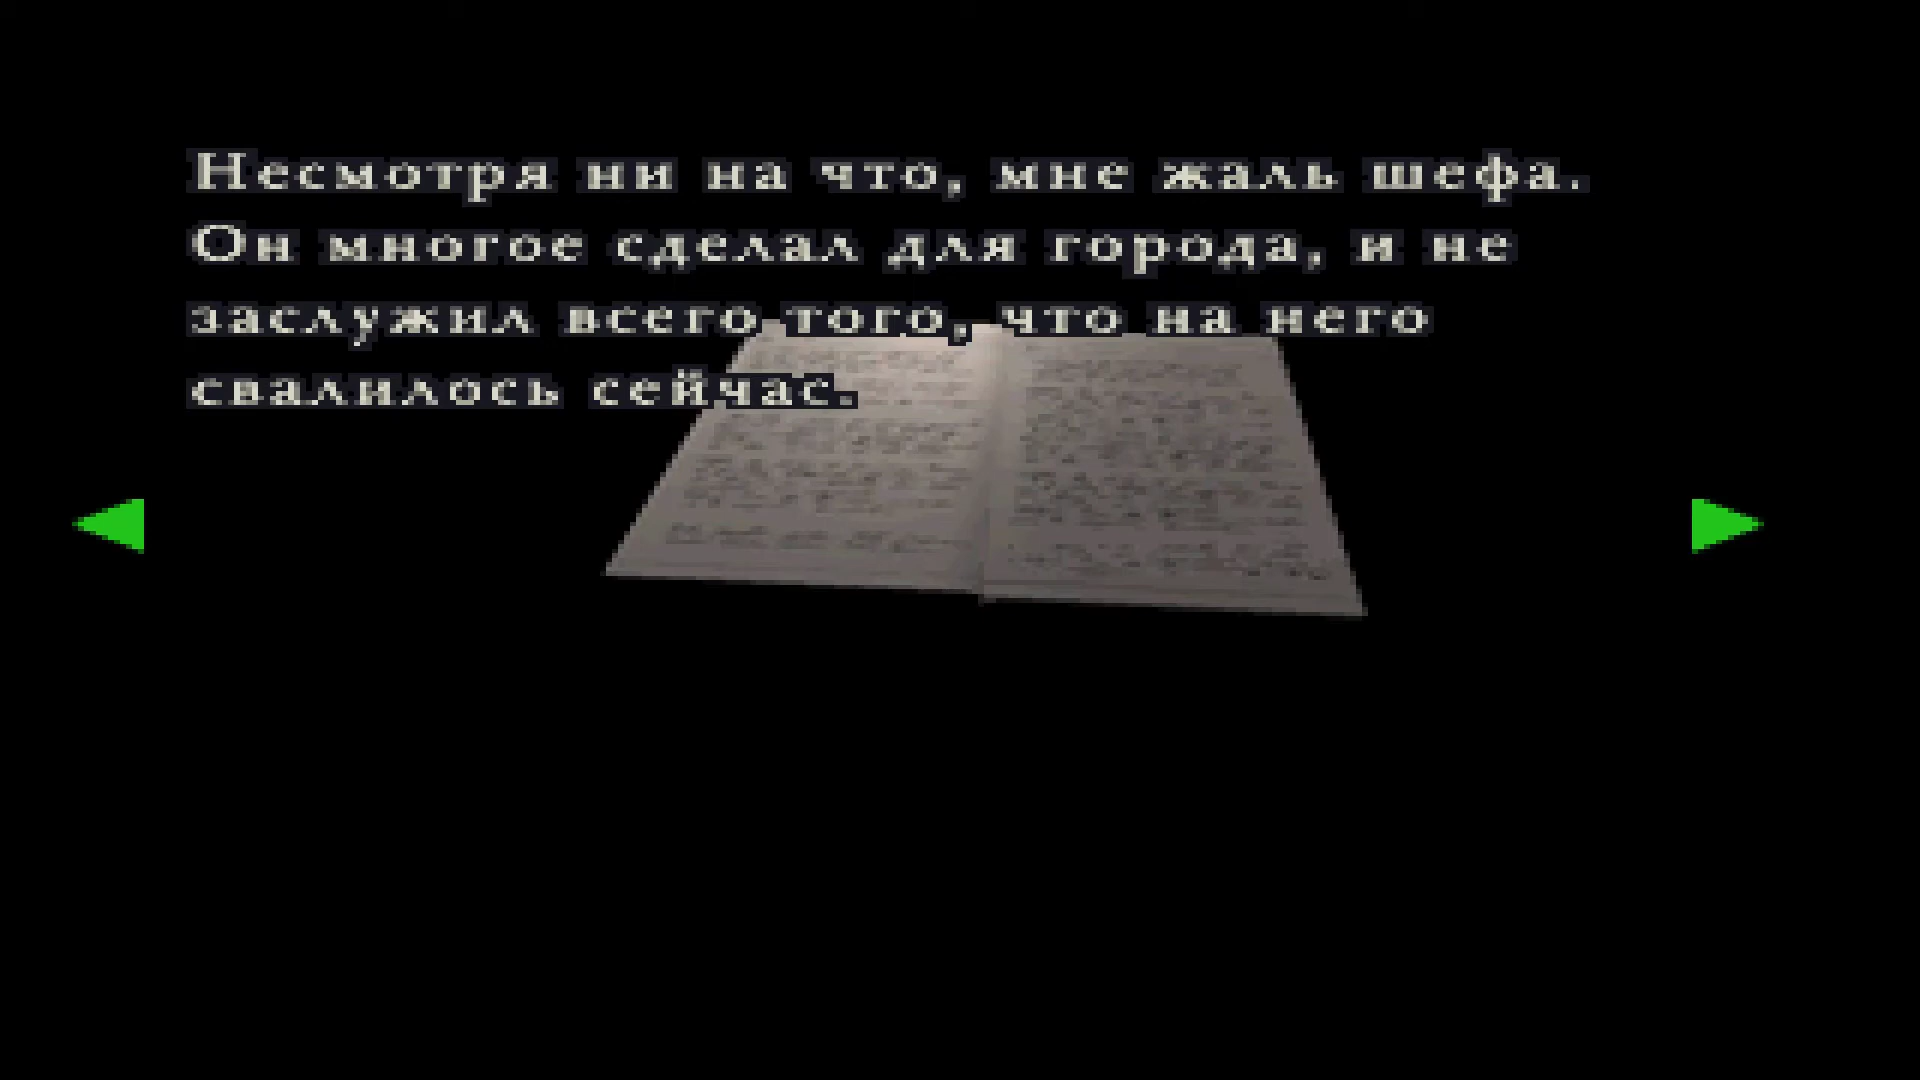 Несмотря ни на что, мне жаль шефа.
Он многое сделал для города, и не
заслужил всего того, что на него
свалилось сейчас.